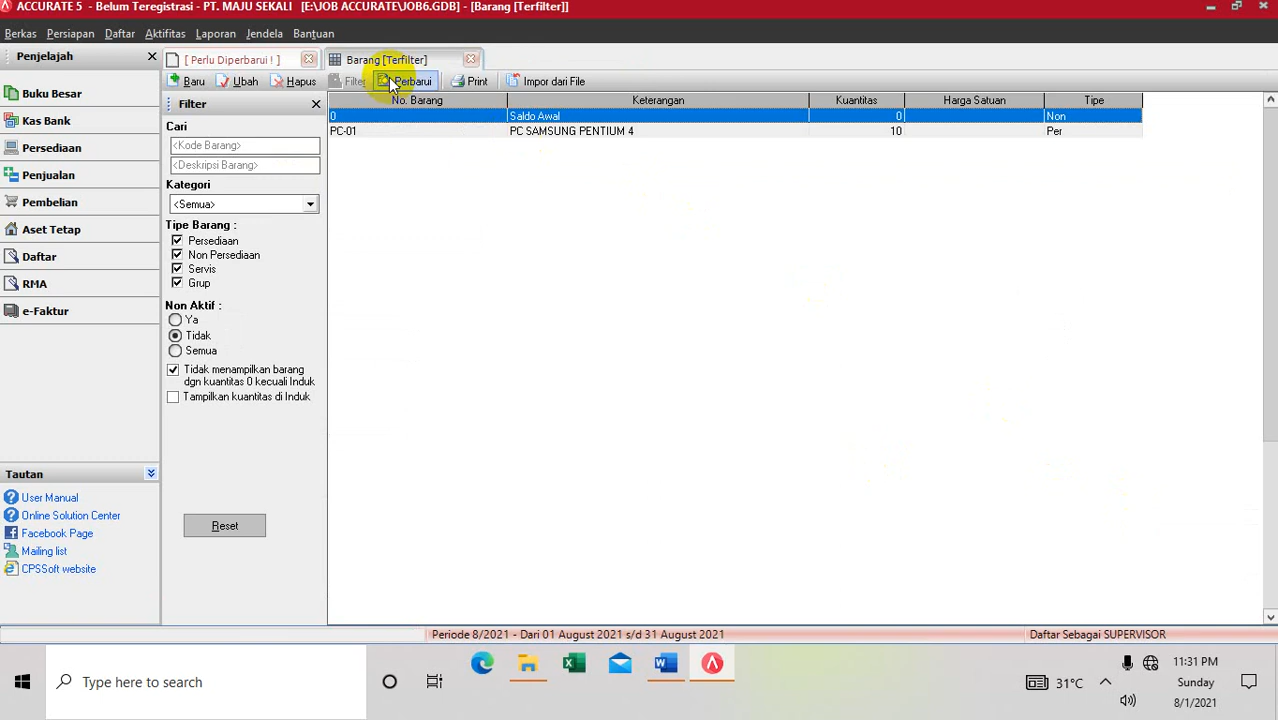 ACCURATE 5 - Belum Teregistrasi - PT. MAJU SEKALI [E:\JOB ACCURATE\JOB6.GDB] - [Barang [Terfilter]]
Berkas Persiapan Daftar Aktifitas Laporan Jendela Bantuan
Penjelajah
[ Perlu Diperbarui ! ] Barang [Terfilter]
Baru Ubah Hapus Filter Perbarui Print Impor dari File
Buku Besar
Kas Bank
Persediaan
Penjualan
Pembelian
Aset Tetap
Daftar
RMA
e-Faktur
Tautan
User Manual
Online Solution Center
Facebook Page
Mailing list
CPSSoft website
Filter
Cari
<Kode Barang>
<Deskripsi Barang>
Kategori
<Semua>
Tipe Barang :
Persediaan
Non Persediaan
Servis
Grup
Non Aktif :
Ya
Tidak
Semua
Tidak menampilkan barang
dgn kuantitas 0 kecuali Induk
Tampilkan kuantitas di Induk
Reset
No. Barang Keterangan Kuantitas Harga Satuan Tipe
0 Saldo Awal 0 Non
PC-01 PC SAMSUNG PENTIUM 4 10 Per
Periode 8/2021 - Dari 01 August 2021 s/d 31 August 2021 Daftar Sebagai SUPERVISOR
Type here to search
31°C
11:31 PM
Sunday
8/1/2021